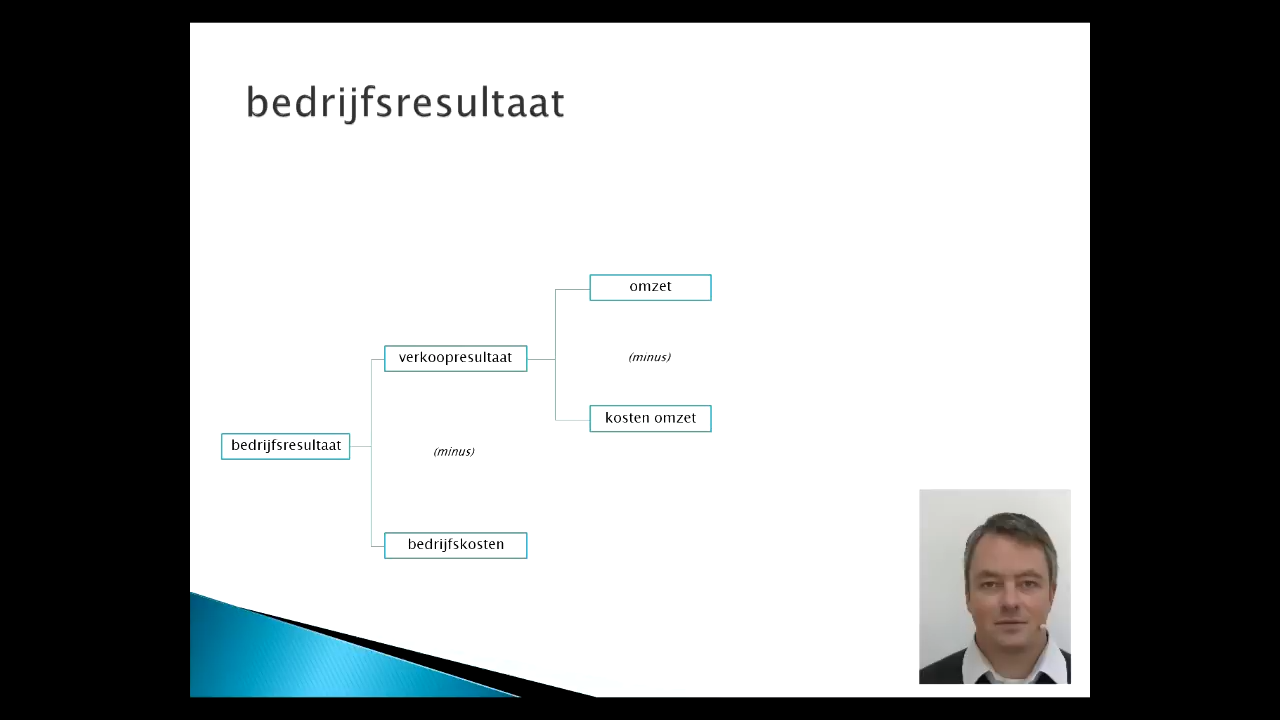 bedrijfsresultaat
omzet
verkoopresultaat
(minus)
kosten omzet
bedrijfsresultaat
(minus)
bedrijfskosten